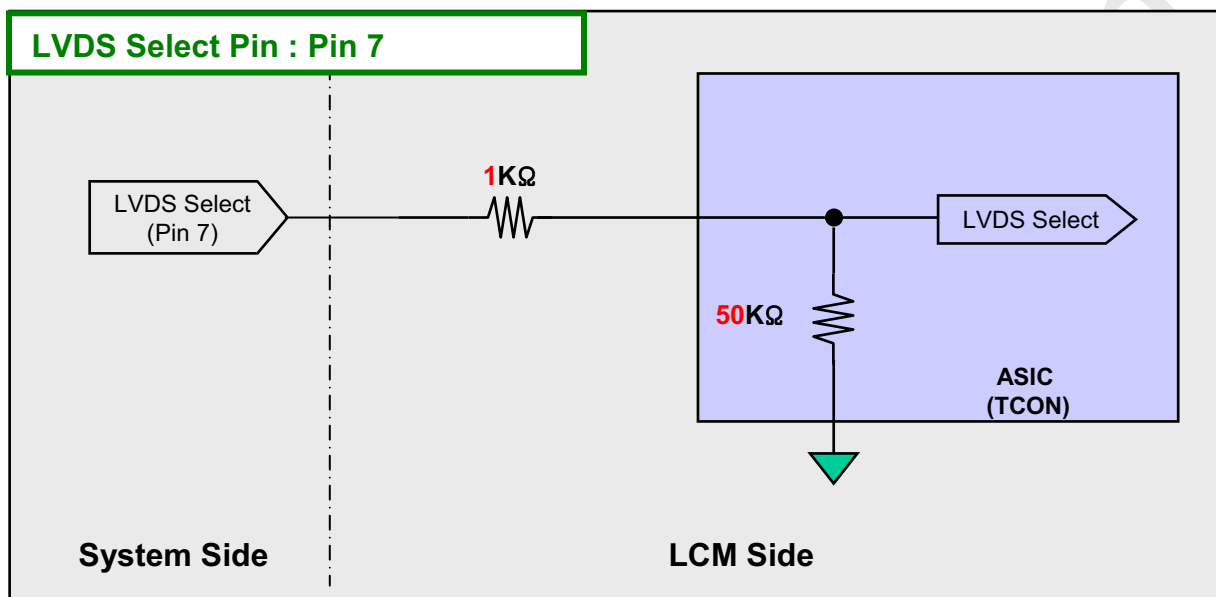 LVDS Select Pin : Pin 7
1KΩ
LVDS Select
(Pin 7)
LVDS Select
50KΩ
ASIC
(TCON)
System Side
LCM Side